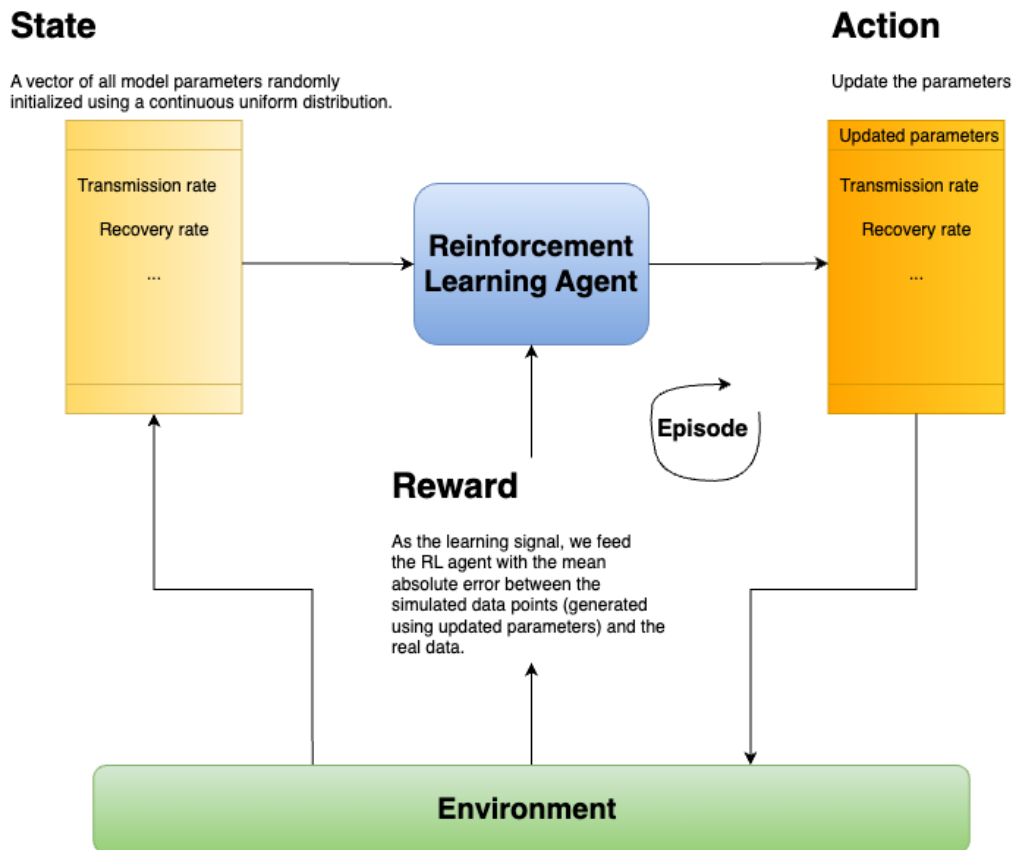 State
A vector of all model parameters randomly
initialized using a continuous uniform distribution.
Transmission rate
Recovery rate
...
Reinforcement
Learning Agent
Action
Update the parameters
Updated parameters
Transmission rate
Recovery rate
...
Episode
Reward
As the learning signal, we feed
the RL agent with the mean
absolute error between the
simulated data points (generated
using updated parameters) and the
real data.
Environment